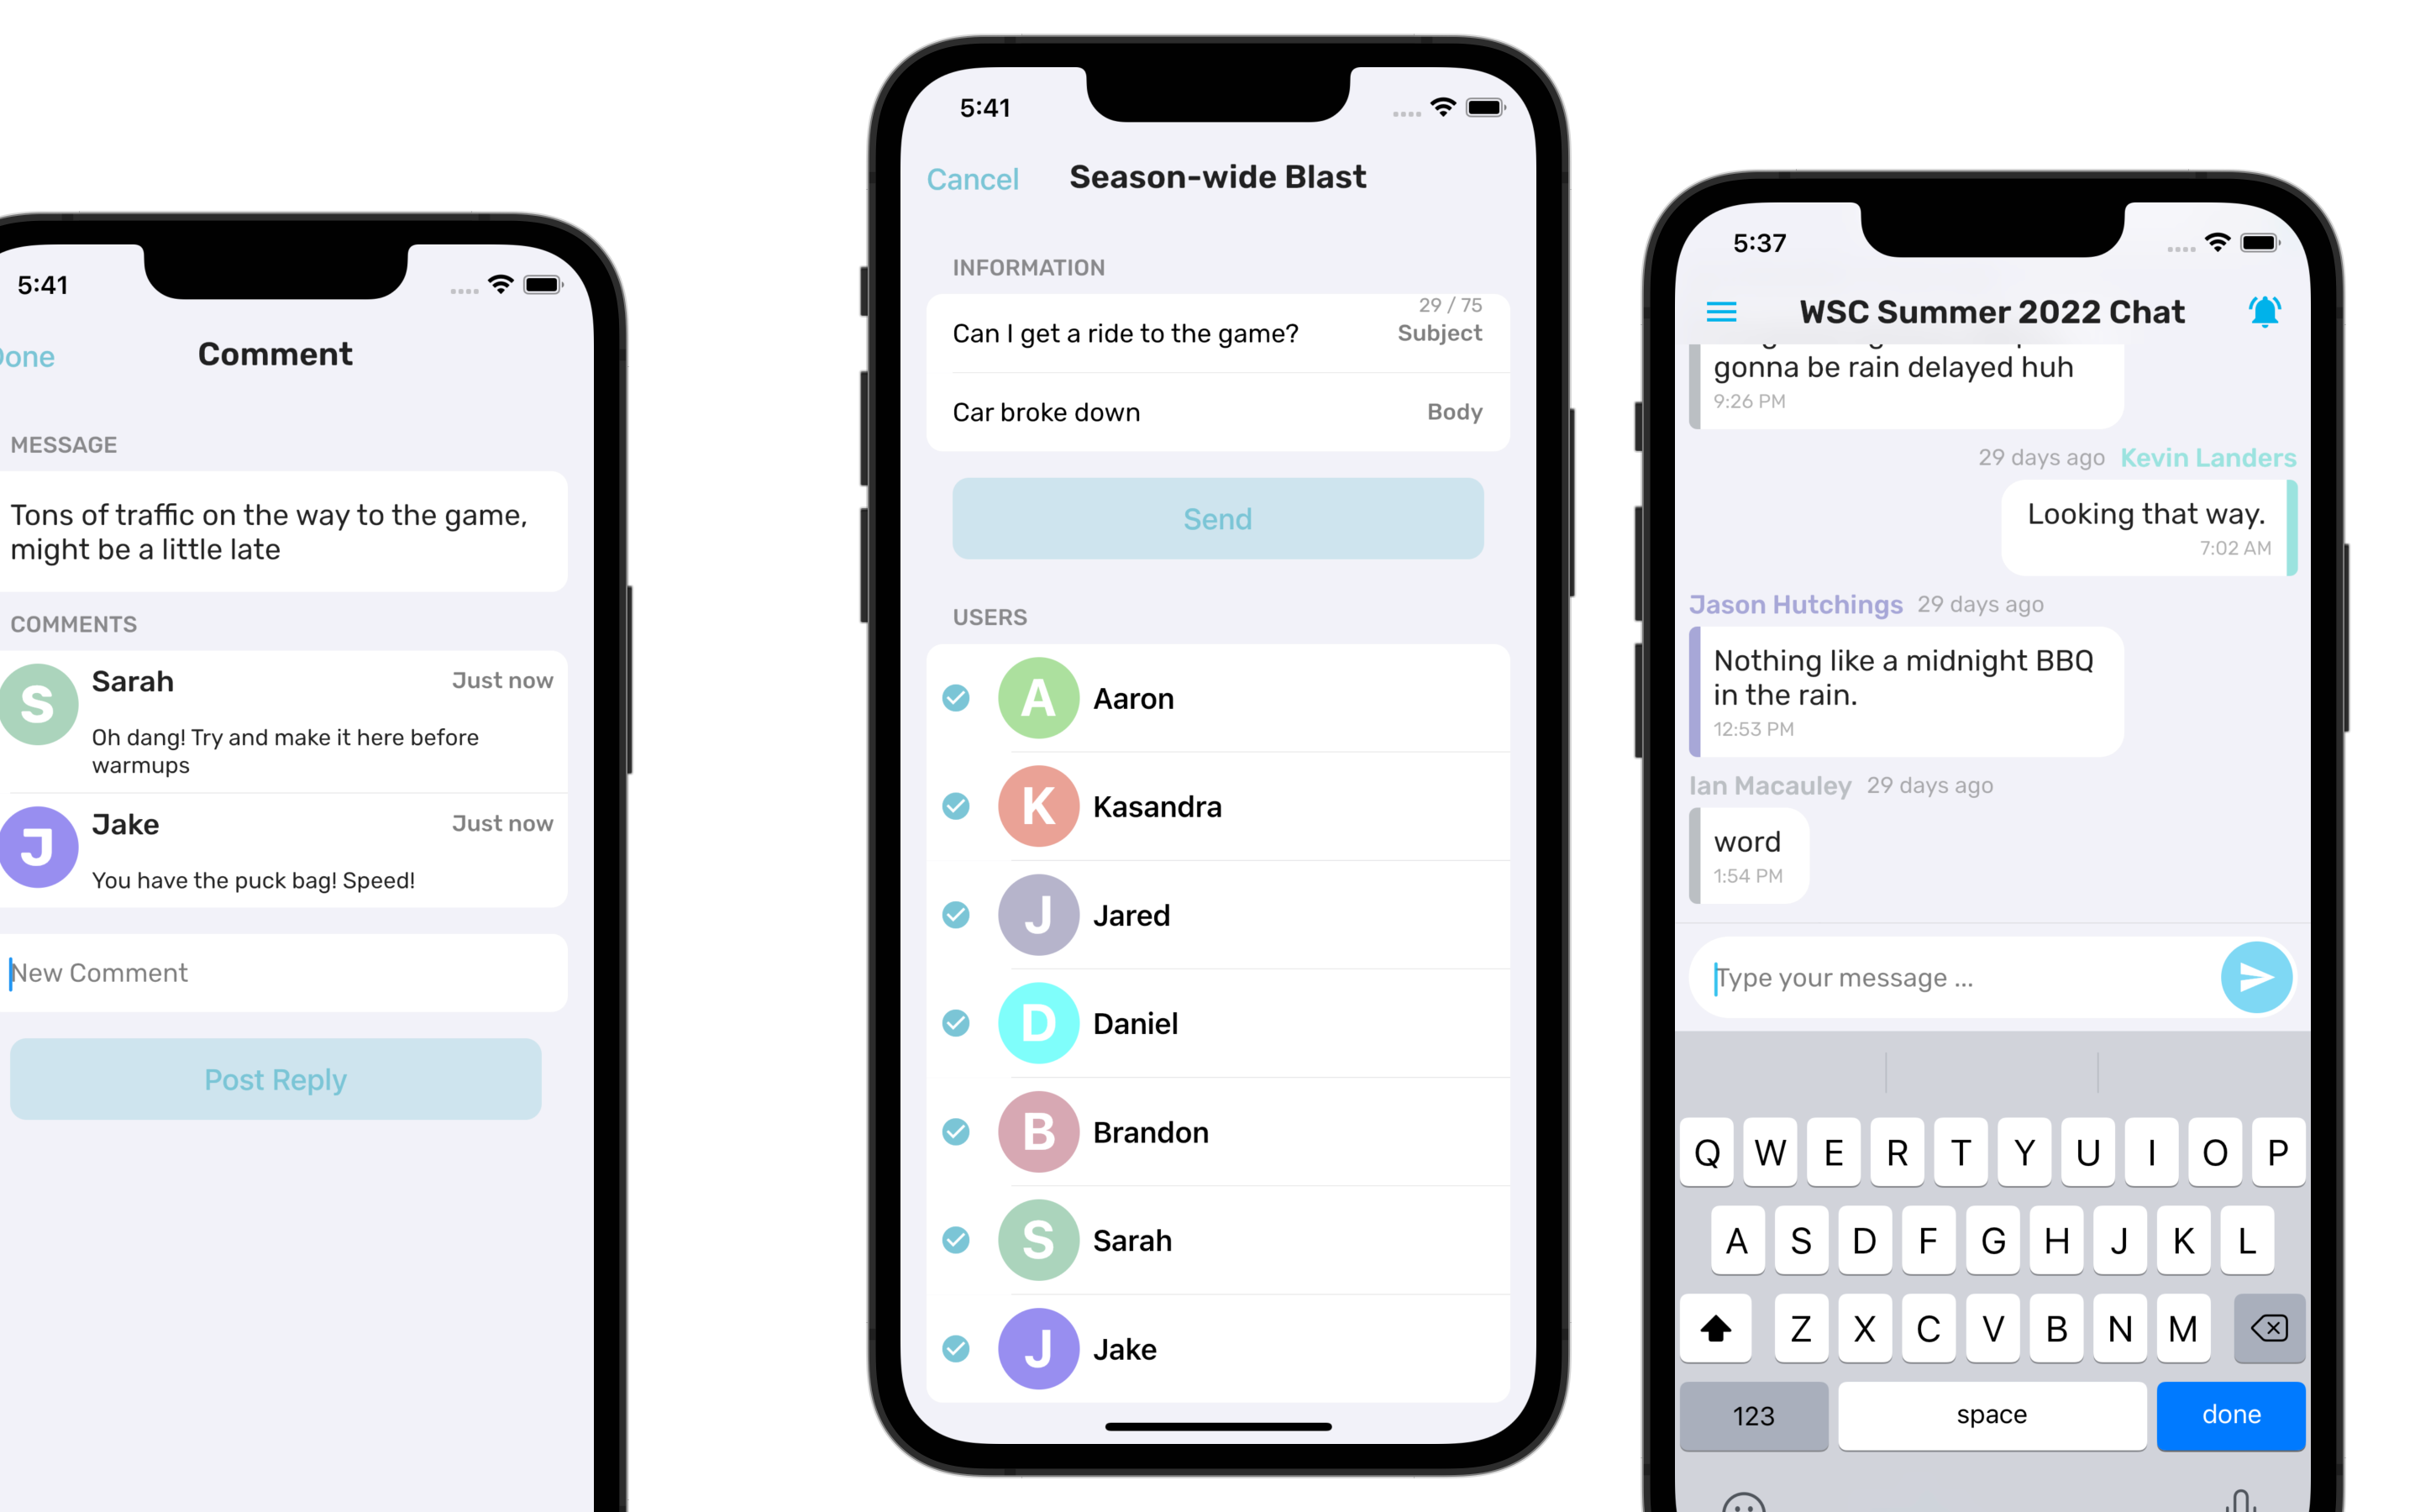 5:41
Done
Comment
MESSAGE
Tons of traffic on the way to the game,
might be a little late
COMMENTS
S
Sarah
Just now
Oh dang! Try and make it here before
warmups
J
Jake
Just now
You have the puck bag! Speed!
New Comment
Post Reply
5:41
Cancel
Season-wide Blast
INFORMATION
29 / 75
Can I get a ride to the game?
Subject
Car broke down
Body
Send
USERS
A
Aaron
K
Kasandra
J
Jared
D
Daniel
B
Brandon
S
Sarah
J
Jake
5:37
WSC Summer 2022 Chat
gonna be rain delayed huh
9:26 PM
29 days ago Kevin Landers
Looking that way.
7:02 AM
Jason Hutchings 29 days ago
Nothing like a midnight BBQ
in the rain.
12:53 PM
Ian Macauley 29 days ago
word
1:54 PM
Type your message ...
Q W E R T Y U I O P
A S D F G H J K L
Z X C V B N M
123 space done